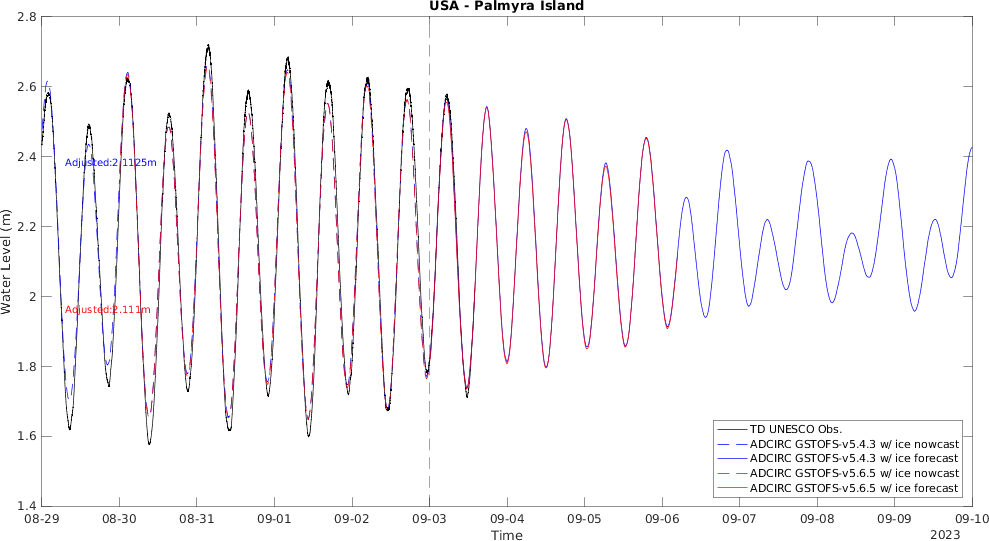 USA - Palmyra Island
2.8
2.6
2.4
2.2
2
1.8
1.6
1.4
Water Level (m)
Adjusted:2.1125m
Adjusted:2.111m
TD UNESCO Obs.
ADCIRC GSTOFS-v5.4.3 w/ ice nowcast
ADCIRC GSTOFS-v5.4.3 w/ ice forecast
ADCIRC GSTOFS-v5.6.5 w/ ice nowcast
ADCIRC GSTOFS-v5.6.5 w/ ice forecast
08-29 08-30 08-31 09-01 09-02 09-03 09-04 09-05 09-06 09-07 09-08 09-09 09-10
Time
2023